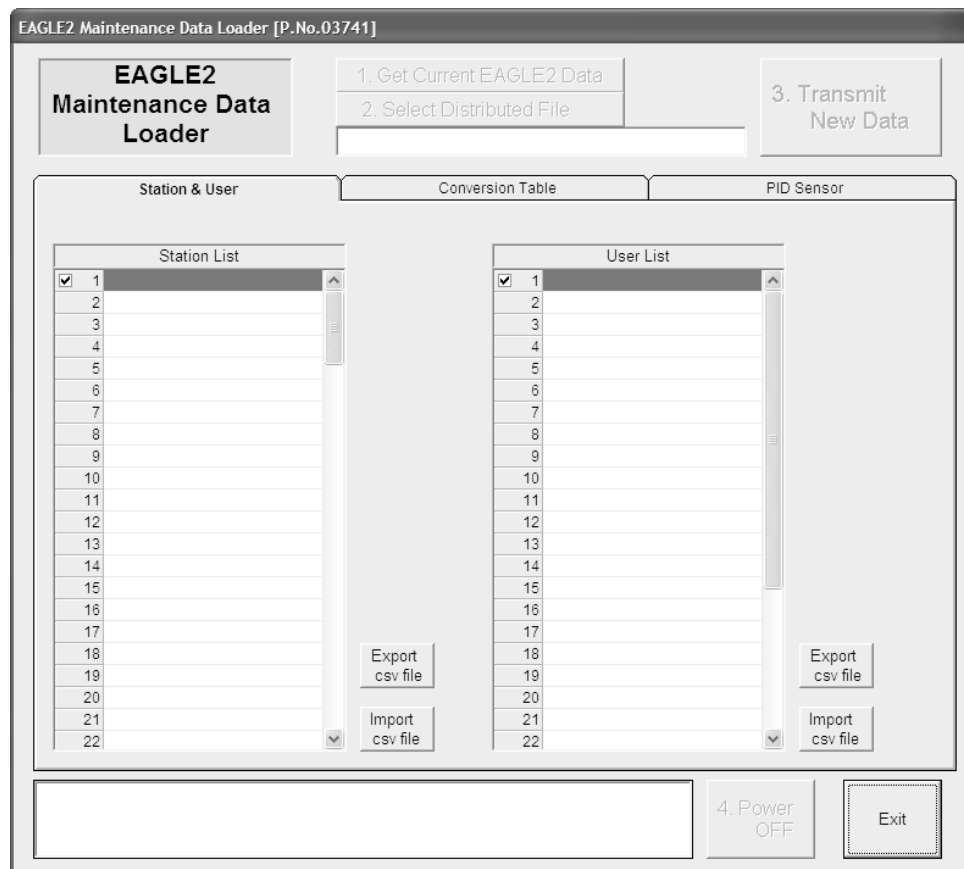 EAGLE2 Maintenance Data Loader [P.No.03741]
EAGLE2
Maintenance Data
Loader
1. Get Current EAGLE2 Data
2. Select Distributed File
3. Transmit
New Data
Station & User
Conversion Table
PID Sensor
Station List
1
2
3
4
5
6
7
8
9
10
11
12
13
14
15
16
17
18
19
20
21
22
Export
csv file
Import
csv file
User List
1
2
3
4
5
6
7
8
9
10
11
12
13
14
15
16
17
18
19
20
21
22
Export
csv file
Import
csv file
4. Power
OFF
Exit